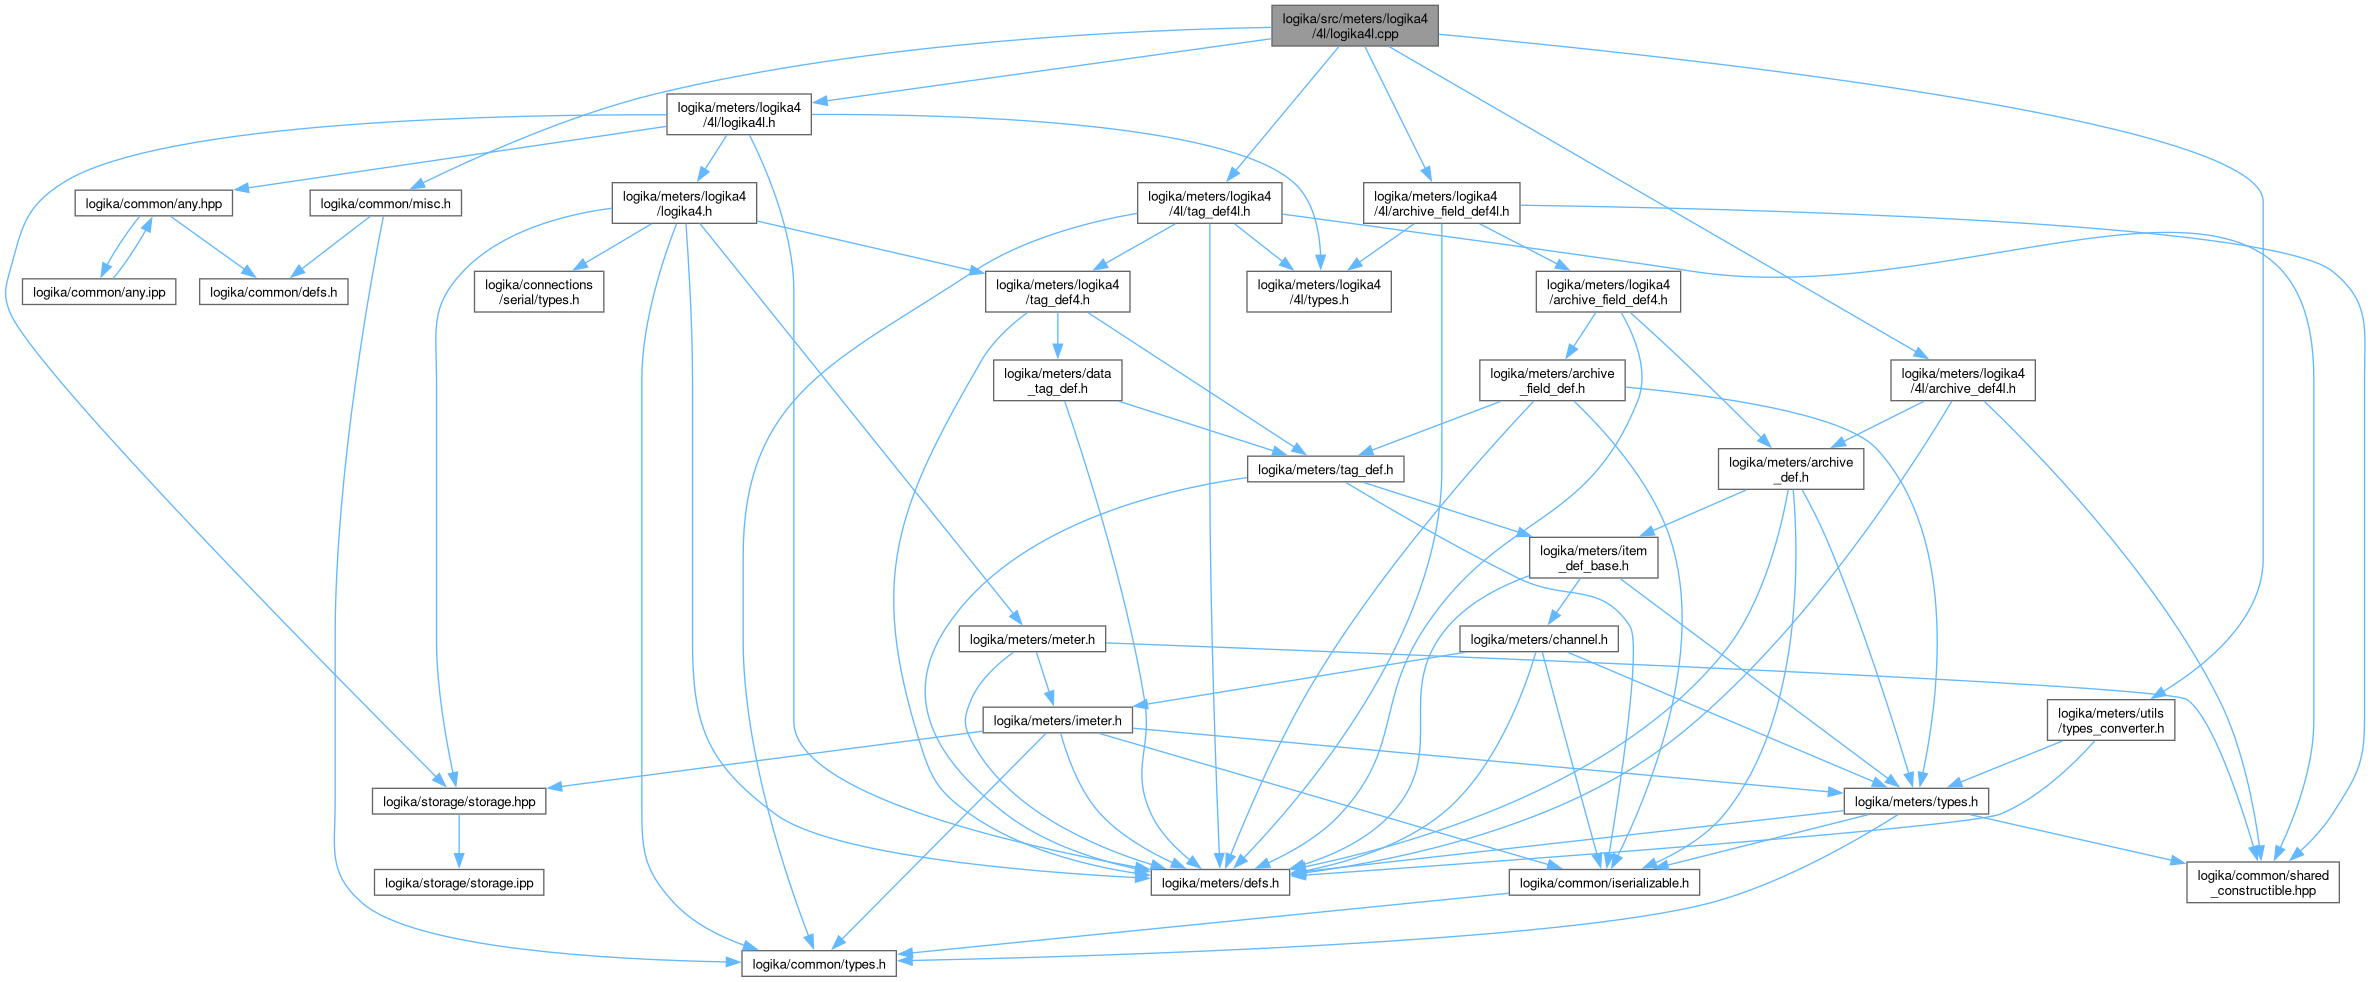 logika/src/meters/logika4
/4l/logika4l.cpp
logika/meters/logika4
/4l/logika4l.h
logika/common/any.hpp
logika/common/misc.h
logika/meters/logika4
/logika4.h
logika/meters/logika4
/4l/tag_def4l.h
logika/meters/logika4
/4l/archive_field_def4l.h
logika/common/any.ipp
logika/common/defs.h
logika/connections
/serial/types.h
logika/meters/logika4
/tag_def4.h
logika/meters/logika4
/4l/types.h
logika/meters/logika4
/archive_field_def4.h
logika/meters/data
_tag_def.h
logika/meters/archive
_field_def.h
logika/meters/logika4
/4l/archive_def4l.h
logika/meters/tag_def.h
logika/meters/archive
_def.h
logika/meters/item
_def_base.h
logika/meters/meter.h
logika/meters/channel.h
logika/meters/imeter.h
logika/meters/utils
/types_converter.h
logika/storage/storage.hpp
logika/meters/types.h
logika/storage/storage.ipp
logika/meters/defs.h
logika/common/iserializable.h
logika/common/shared
_constructible.hpp
logika/common/types.h